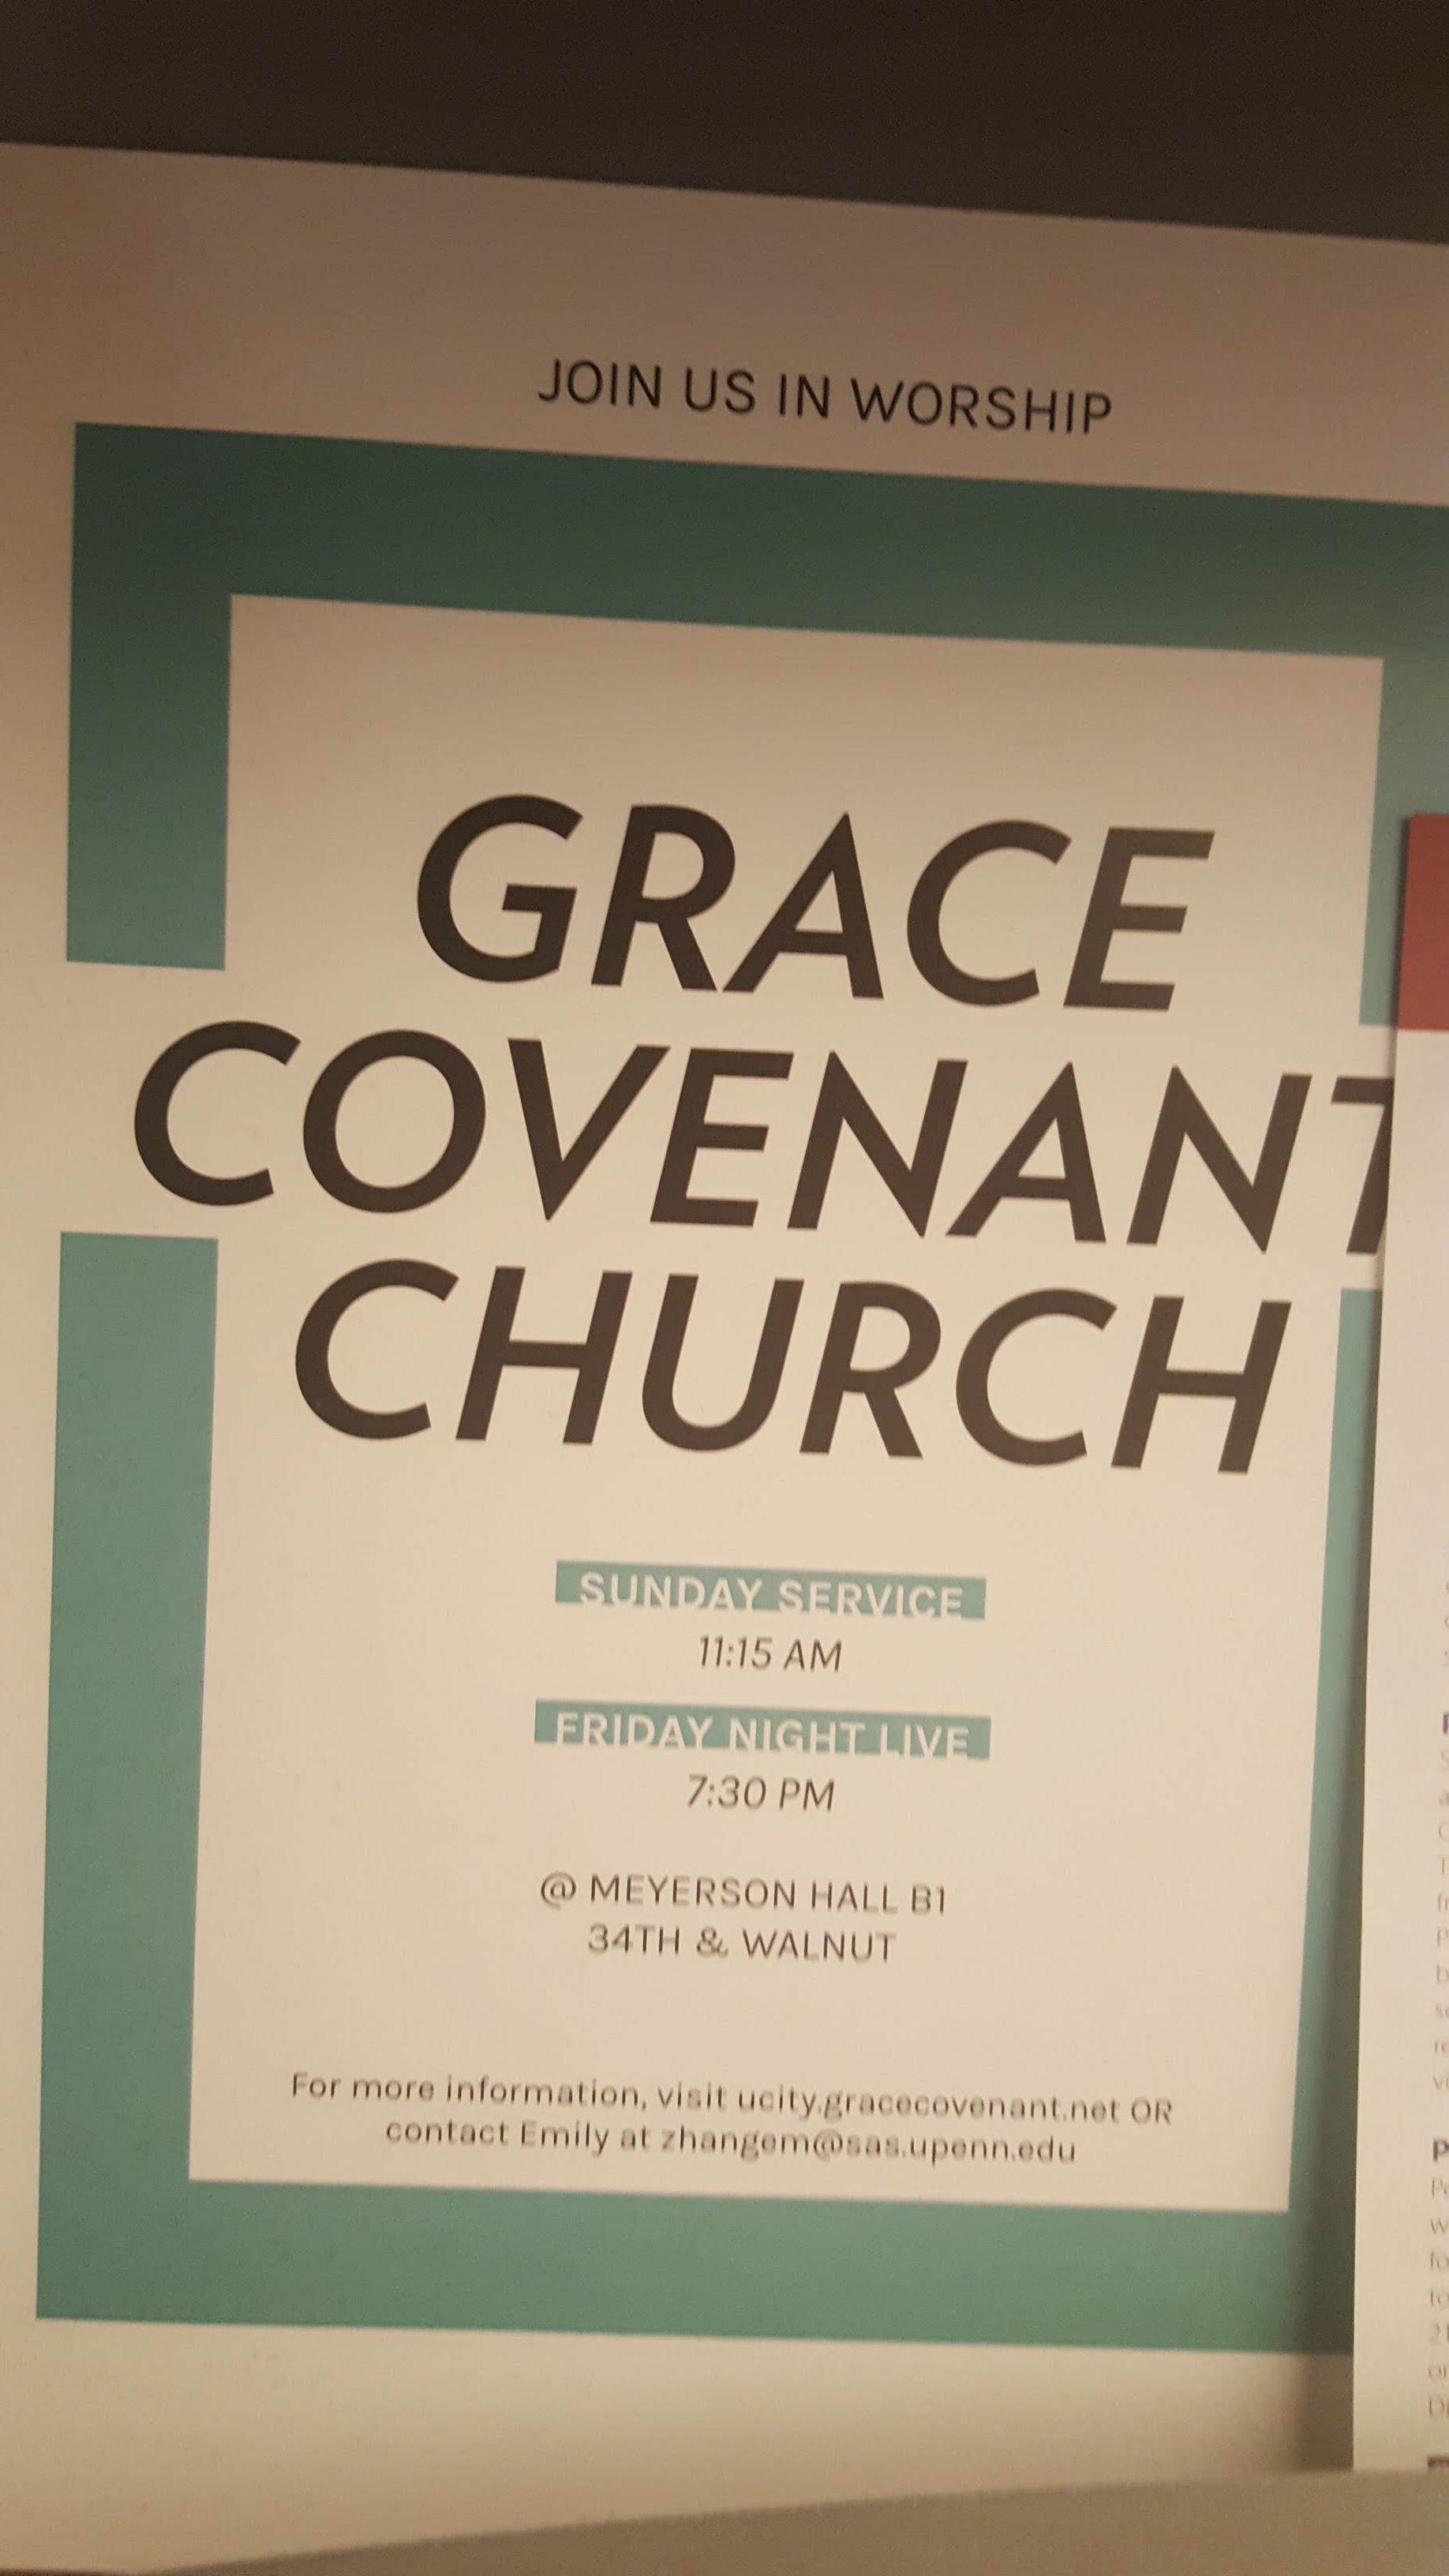 JOIN US IN WORSHIP
GRACE
COVENANT
CHURCH
SUNDAY SERVICE
11:15 AM
FRIDAY NIGHT LIVE
7:30 PM
@ MEYERSON HALL B1
34TH & WALNUT
For more information, visit ucity.gracecovenant.net OR
contact Emily at zhangem@sas.upenn.edu